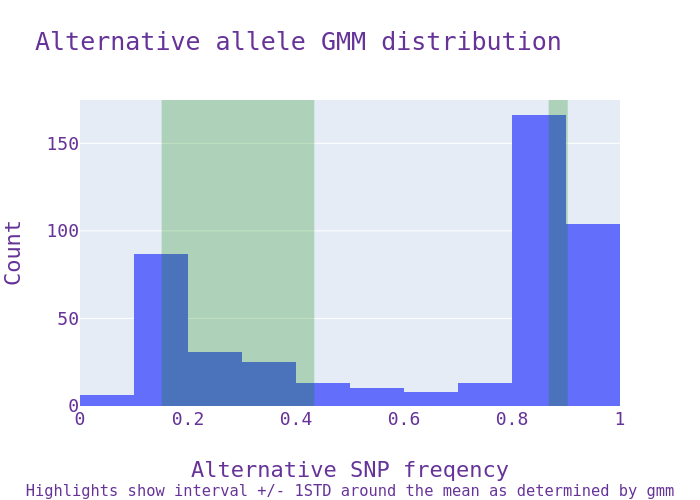 Alternative allele GMM distribution
150
100
50
0
0 0.2 0.4 0.6 0.8 1
Count
Alternative SNP freqency
Highlights show interval +/- 1STD around the mean as determined by gmm